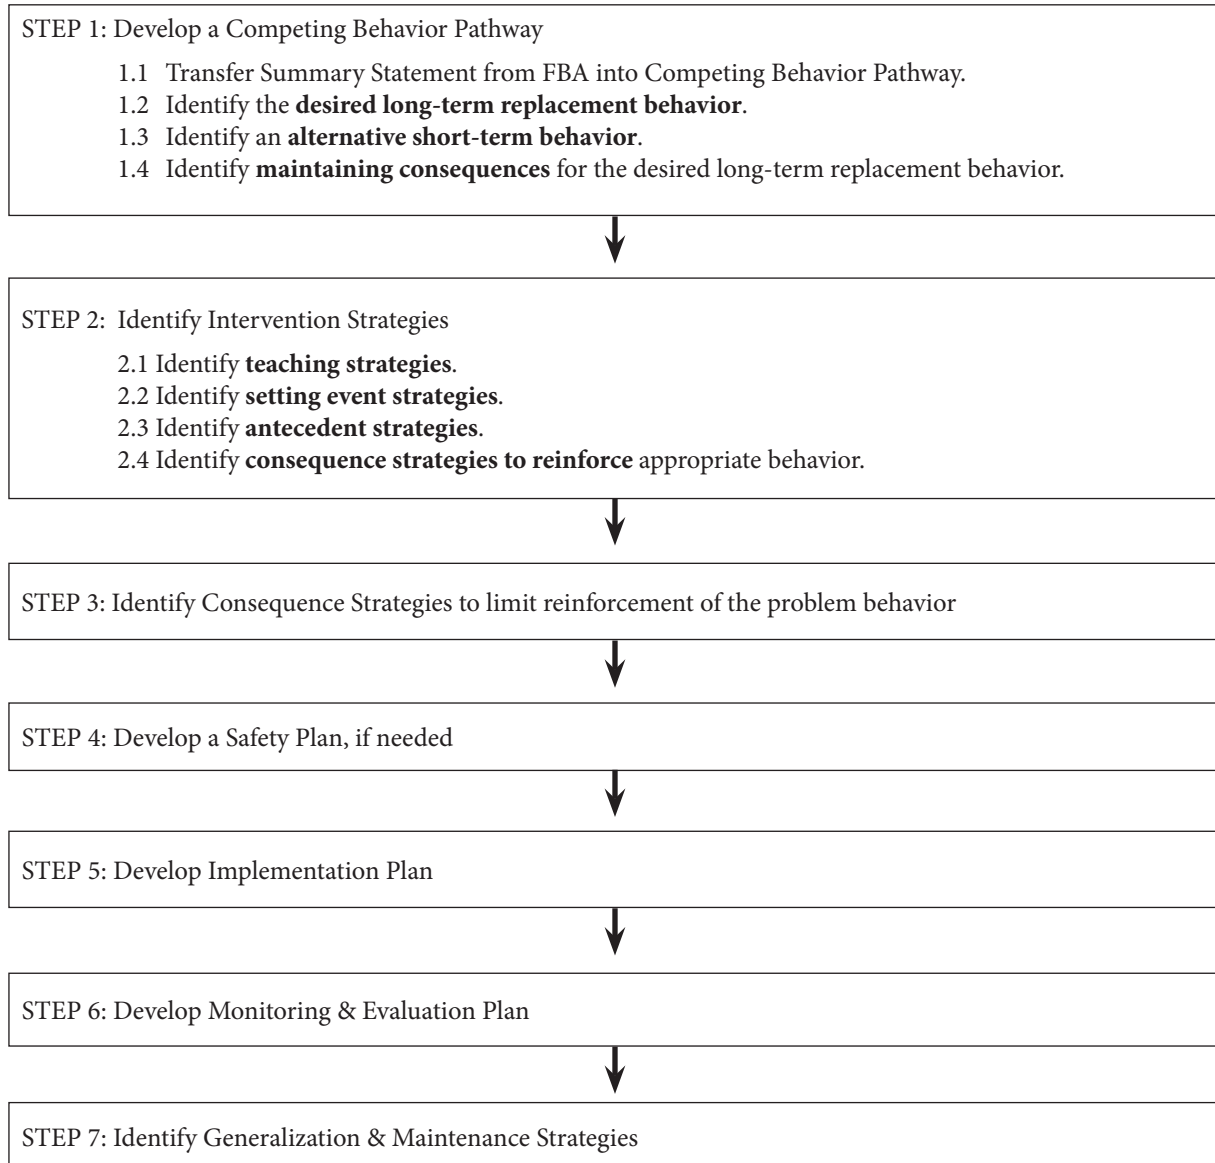 STEP 1: Develop a Competing Behavior Pathway
1.1 Transfer Summary Statement from FBA into Competing Behavior Pathway.
1.2 Identify the desired long-term replacement behavior.
1.3 Identify an alternative short-term behavior.
1.4 Identify maintaining consequences for the desired long-term replacement behavior.
STEP 2: Identify Intervention Strategies
2.1 Identify teaching strategies.
2.2 Identify setting event strategies.
2.3 Identify antecedent strategies.
2.4 Identify consequence strategies to reinforce appropriate behavior.
STEP 3: Identify Consequence Strategies to limit reinforcement of the problem behavior
STEP 4: Develop a Safety Plan, if needed
STEP 5: Develop Implementation Plan
STEP 6: Develop Monitoring & Evaluation Plan
STEP 7: Identify Generalization & Maintenance Strategies